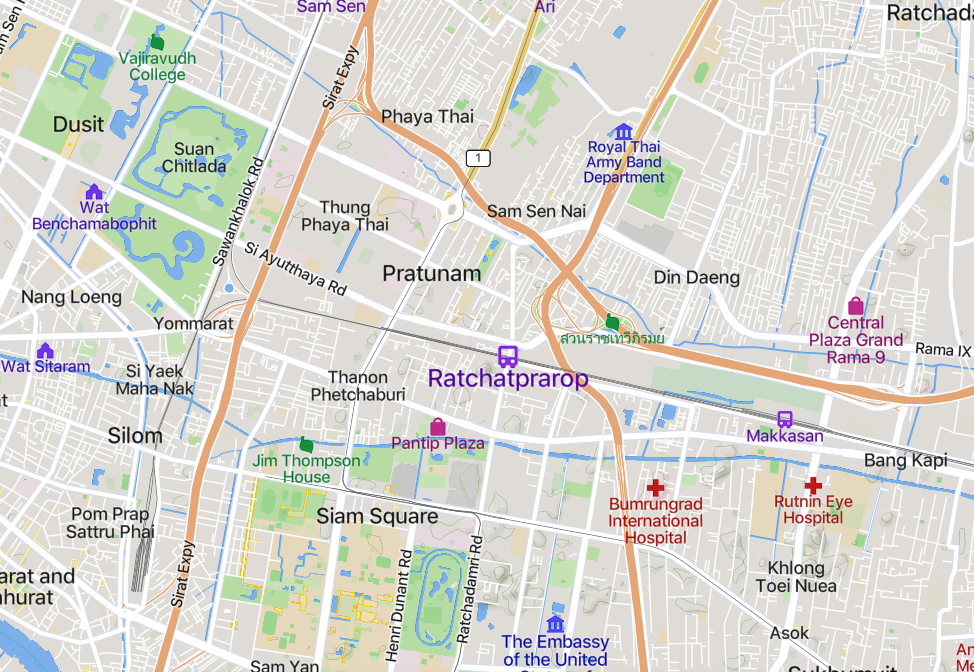 Sam Sen
Ari
Ratchada
Vajiravudh
College
Sirat Expy
Phaya Thai
Dusit
Suan
Chitlada
1
Royal Thai
Army Band
Department
Sawankhalok Rd
Wat
Benchamabophit
Thung
Phaya Thai
Sam Sen Nai
Si Ayutthaya Rd
Pratunam
Din Daeng
Nang Loeng
Yommarat
สวนราชเทวีภิรมย์
Central
Plaza Grand
Rama 9
Rama IX
Wat Sitaram
Si Yaek
Maha Nak
Thanon
Phetchaburi
Ratchatprarop
Silom
Pantip Plaza
Makkasan
Bang Kapi
Jim Thompson
House
Bumrungrad
International
Hospital
Rutnin Eye
Hospital
Pom Prap
Sattru Phai
Siam Square
Sirat Expy
Henri Dunant Rd
Ratchadamri Rd
Khlong
Toei Nuea
arat and
ahurat
Asok
The Embassy
of the United
Sam Yan
Sukhumvit